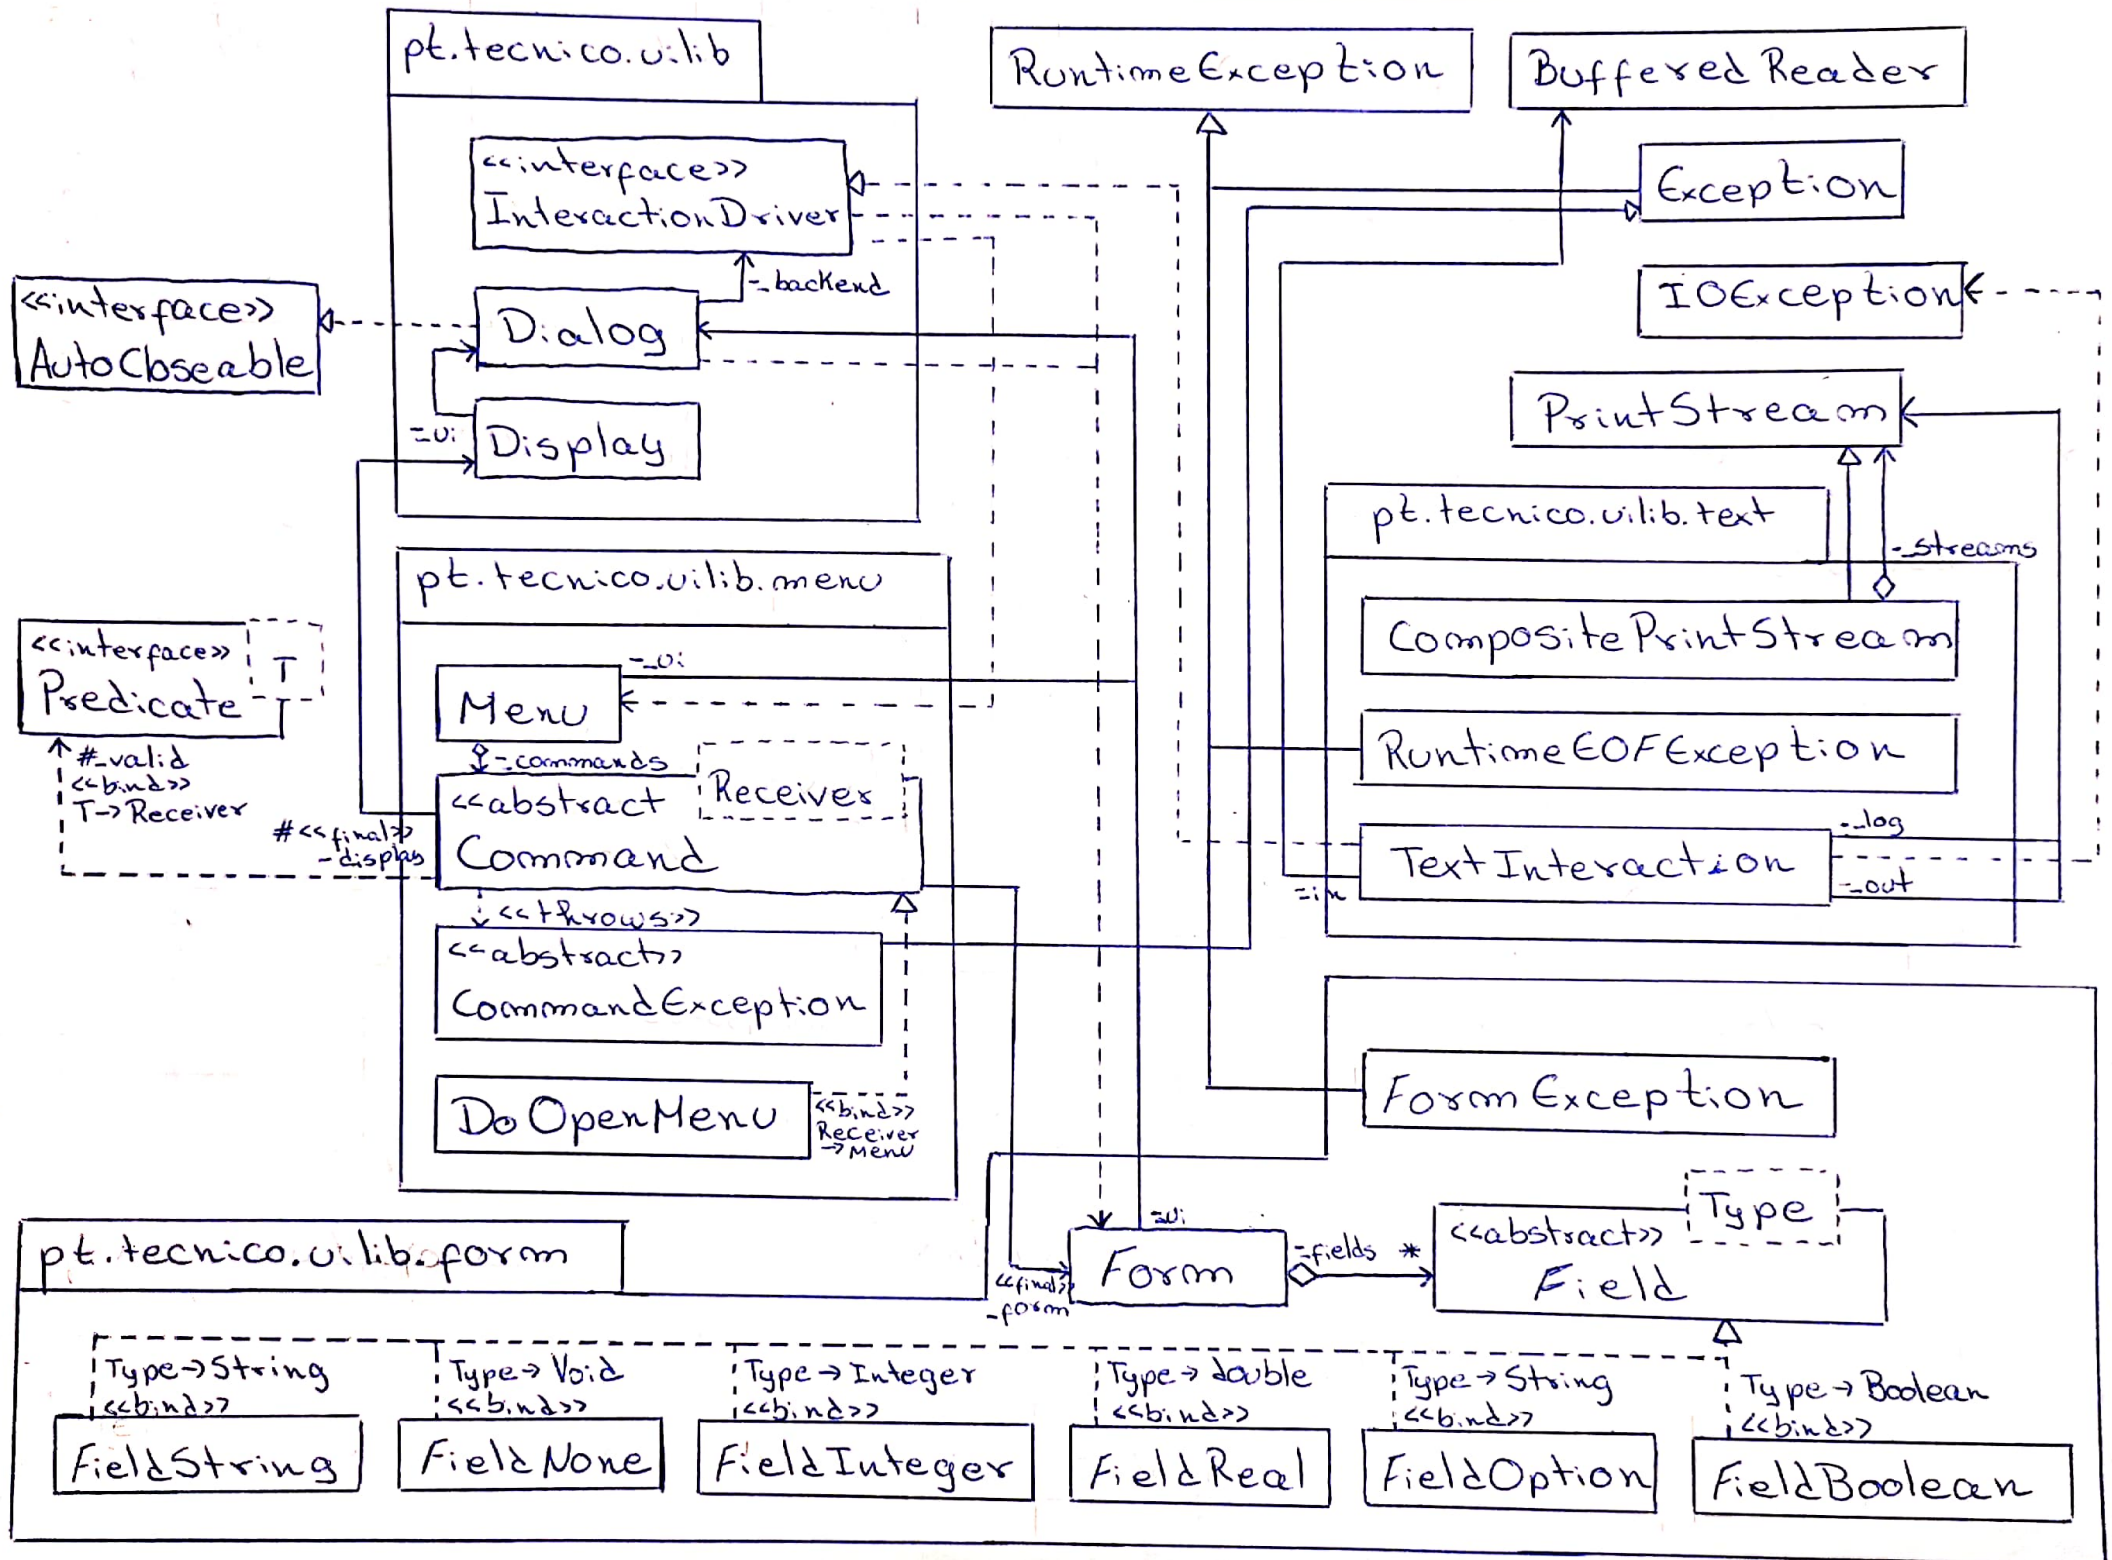 pt.tecnico.uilib
RuntimeException
BufferedReader
<<interface>>
InteractionDriver
Exception
-_backend
IOException
<<interface>>
AutoCloseable
Dialog
PrintStream
-_ui
Display
pt.tecnico.uilib.text
-_streams
pt.tecnico.uilib.menu
CompositePrintStream
<<interface>>
T
Predicate
-_ui
Menu
RuntimeEOFException
#_valid
<<bind>>
T->Receiver
-_commands
Receiver
<<abstract
Command
#<<final>>
_display
-_log
TextInteraction
-_in
-_out
<<throws>>
<<abstract>>
CommandException
FormException
DoOpenMenu
<<bind>>
Receiver
->Menu
pt.tecnico.uilib.form
-_ui
<<final>>
-form
Form
-fields *
Type
<<abstract>>
Field
Type->String
<<bind>>
FieldString
Type->Void
<<bind>>
FieldNone
Type->Integer
<<bind>>
FieldInteger
Type->double
<<bind>>
FieldReal
Type->String
<<bind>>
FieldOption
Type->Boolean
<<bind>>
FieldBoolean